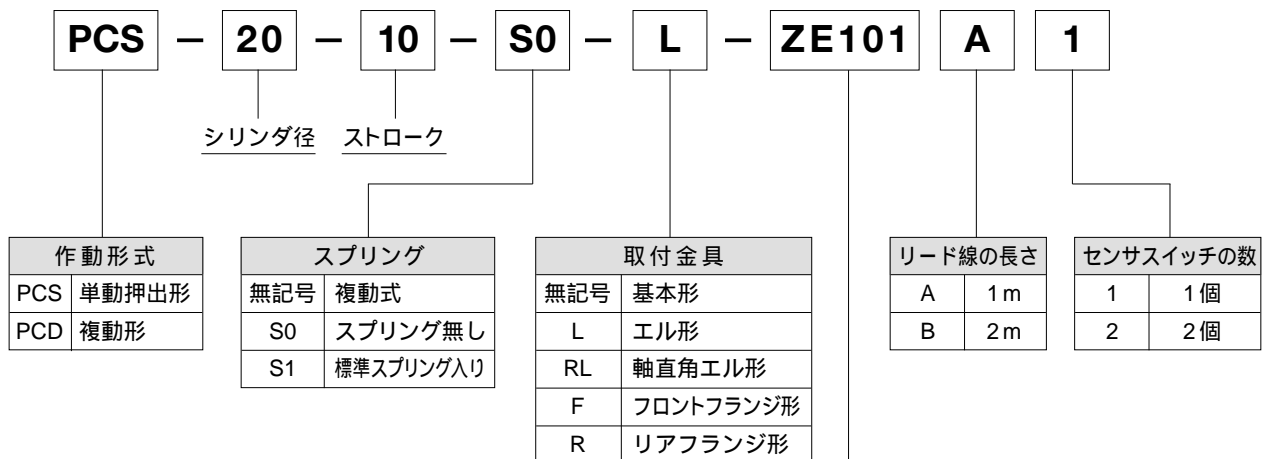 PCS － 20 － 10 － S0 － L － ZE101 A 1
シリンダ径 ストローク
作動形式
PCS 単動押出形
PCD 複動形
スプリング
無記号 複動式
S0 スプリング無し
S1 標準スプリング入り
取付金具
無記号 基本形
L エル形
RL 軸直角エル形
F フロントフランジ形
R リアフランジ形
リード線の長さ
A 1m
B 2m
センサスイッチの数
1 1個
2 2個